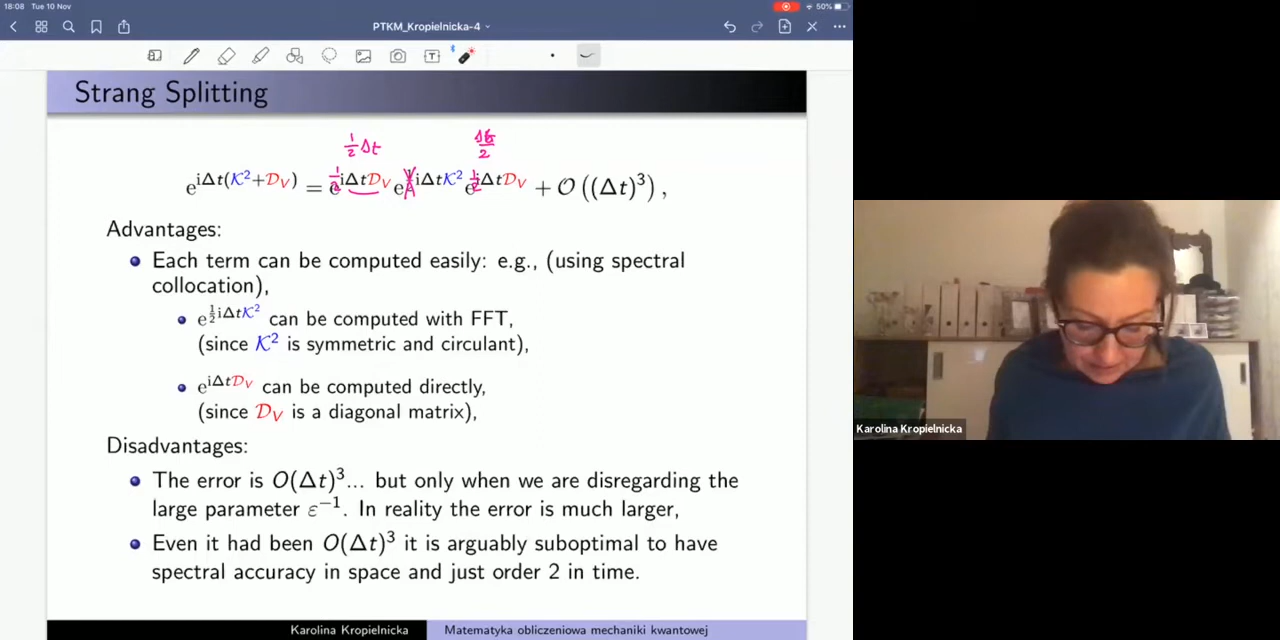 18:08 Tue 10 Nov
50%
PTKM_Kropielnicka-4
Strang Splitting
½Δt Δt/2
e^{iΔt(K²+D_V)} = e^{½iΔtD_V} e^{iΔtK²} e^{½iΔtD_V} + O((Δt)³),
Advantages:
Each term can be computed easily: e.g., (using spectral
collocation),
e^{½iΔtK²} can be computed with FFT,
(since K² is symmetric and circulant),
e^{iΔtD_V} can be computed directly,
(since D_V is a diagonal matrix),
Disadvantages:
The error is O(Δt)³... but only when we are disregarding the
large parameter ε⁻¹. In reality the error is much larger,
Even it had been O(Δt)³ it is arguably suboptimal to have
spectral accuracy in space and just order 2 in time.
Karolina Kropielnicka Matematyka obliczeniowa mechaniki kwantowej
Karolina Kropielnicka